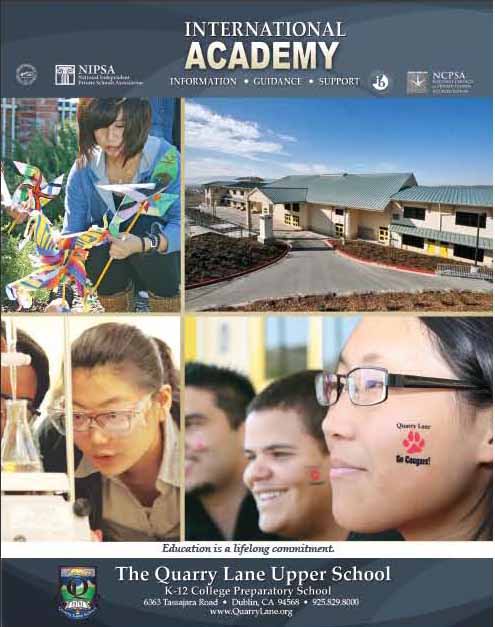 INTERNATIONAL
ACADEMY
NIPSA
National Independent
Private Schools Association
INFORMATION • GUIDANCE • SUPPORT
NCPSA
Quarry Lane
Go Cougars!
Education is a lifelong commitment.
The Quarry Lane Upper School
K-12 College Preparatory School
6363 Tassajara Road • Dublin, CA 94568 • 925.829.8000
www.QuarryLane.org